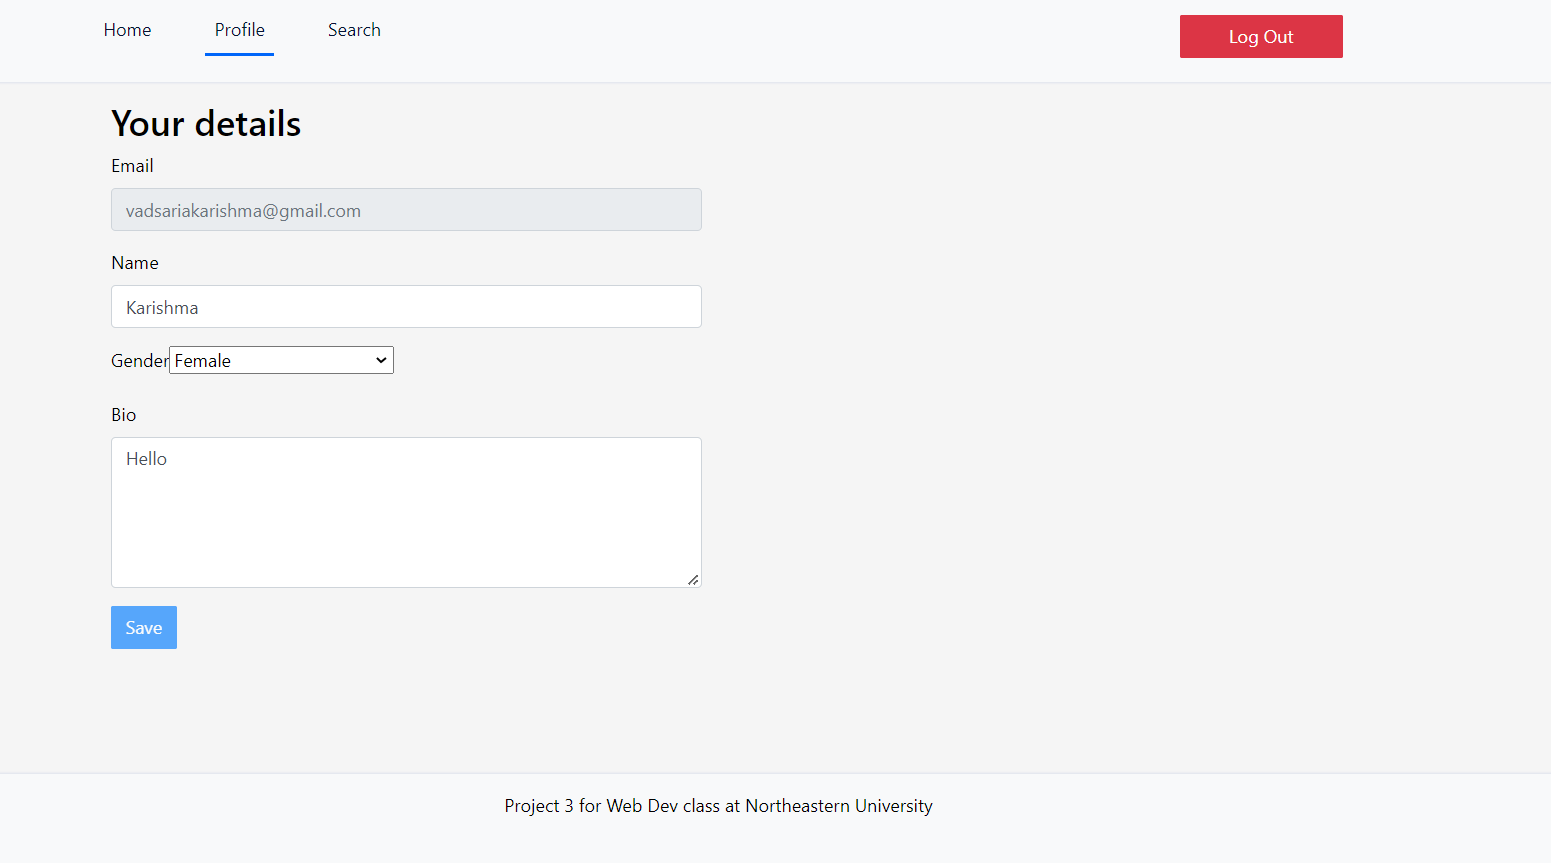 Home Profile Search Log Out
Your details
Email
vadsariakarishma@gmail.com
Name
Karishma
Gender Female
Bio
Hello
Save
Project 3 for Web Dev class at Northeastern University